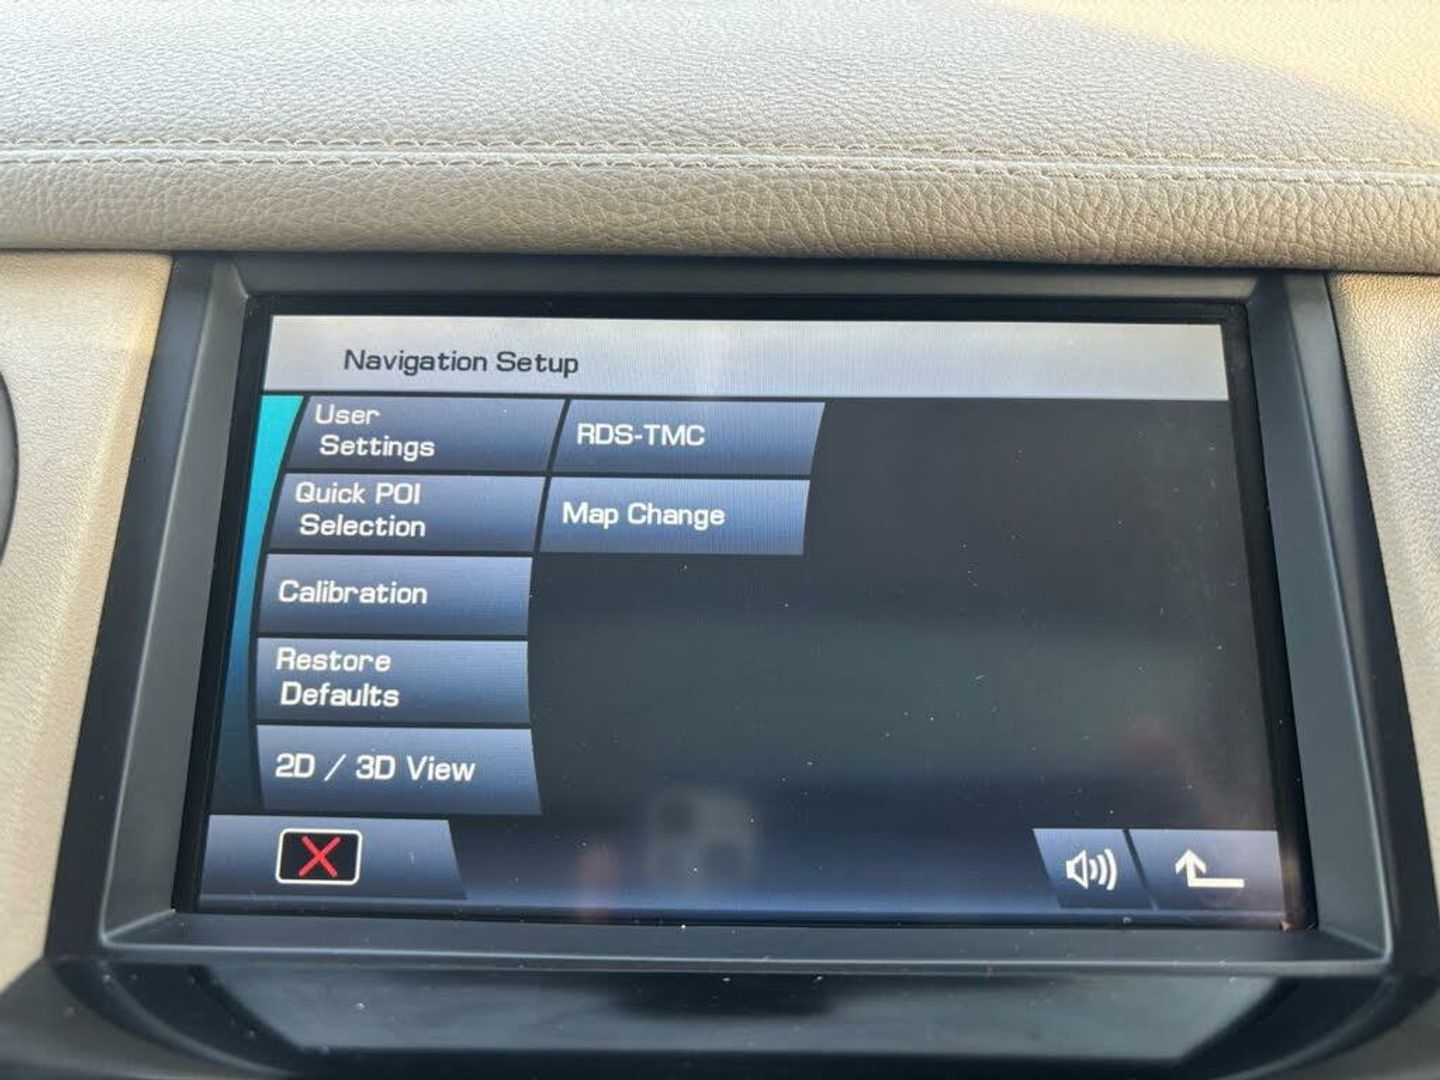 Navigation Setup
User
Settings
RDS-TMC
Quick POI
Selection
Map Change
Calibration
Restore
Defaults
2D / 3D View